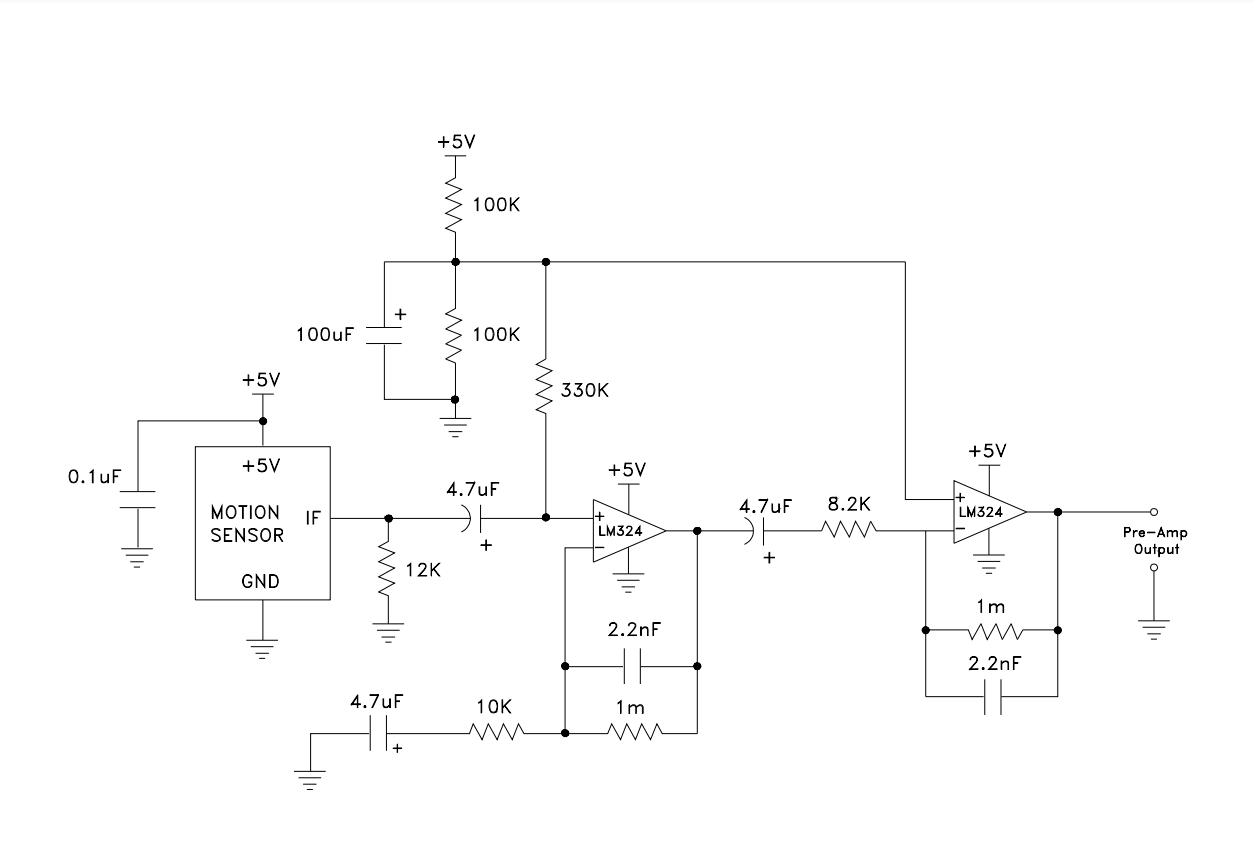 +5V
100K
+
100uF
100K
+5V
330K
0.1uF
+5V
MOTION
SENSOR
IF
GND
4.7uF
+
12K
+5V
+
LM324
−
4.7uF
+
8.2K
+5V
+
LM324
−
Pre-Amp
Output
1m
2.2nF
2.2nF
1m
4.7uF
+
10K